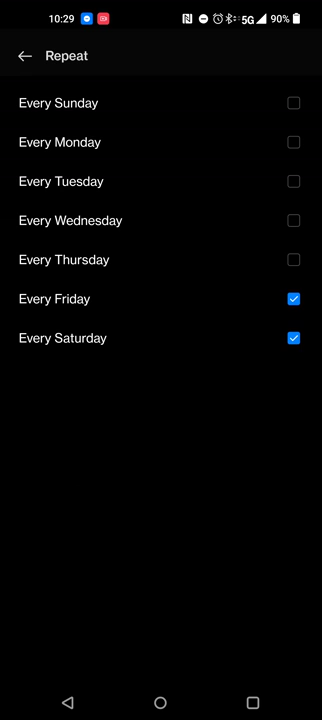 10:29 5G 90%
Repeat
Every Sunday
Every Monday
Every Tuesday
Every Wednesday
Every Thursday
Every Friday
Every Saturday